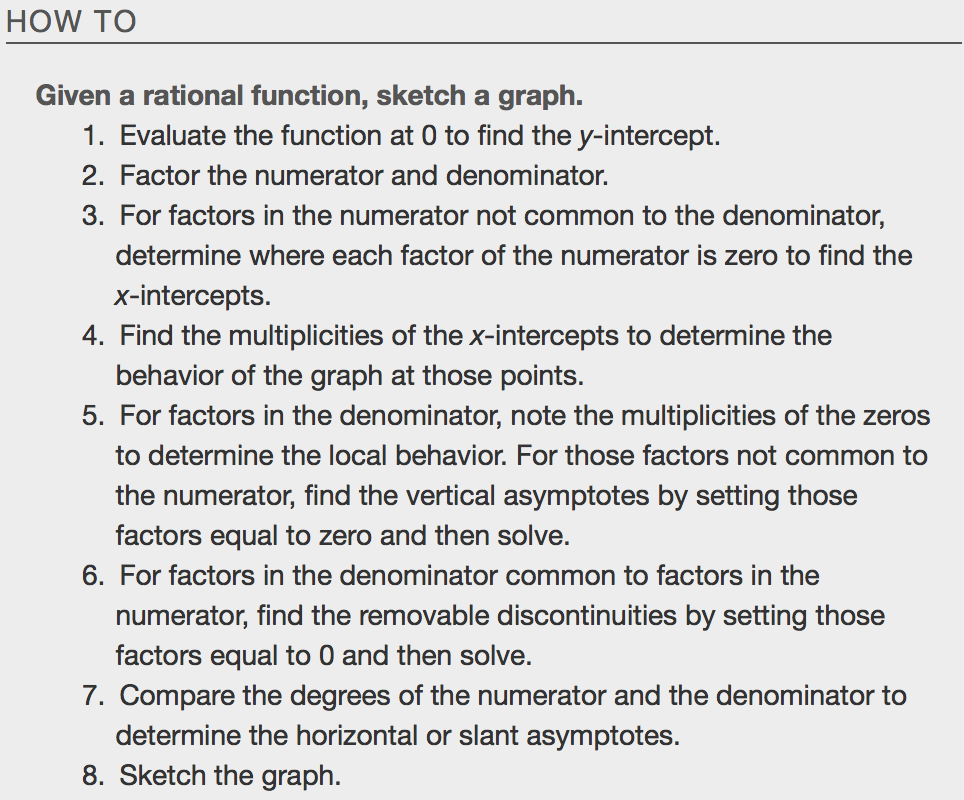 HOW TO
Given a rational function, sketch a graph.
1. Evaluate the function at 0 to find the y-intercept.
2. Factor the numerator and denominator.
3. For factors in the numerator not common to the denominator,
determine where each factor of the numerator is zero to find the
x-intercepts.
4. Find the multiplicities of the x-intercepts to determine the
behavior of the graph at those points.
5. For factors in the denominator, note the multiplicities of the zeros
to determine the local behavior. For those factors not common to
the numerator, find the vertical asymptotes by setting those
factors equal to zero and then solve.
6. For factors in the denominator common to factors in the
numerator, find the removable discontinuities by setting those
factors equal to 0 and then solve.
7. Compare the degrees of the numerator and the denominator to
determine the horizontal or slant asymptotes.
8. Sketch the graph.